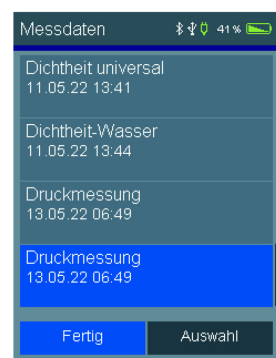 Messdaten 41 %
Dichtheit universal
11.05.22 13:41
Dichtheit-Wasser
11.05.22 13:44
Druckmessung
13.05.22 06:49
Druckmessung
13.05.22 06:49
Fertig Auswahl